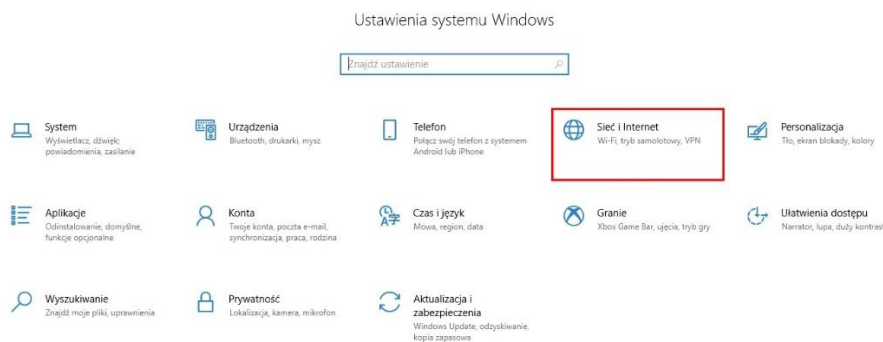 Ustawienia systemu Windows
Znajdź ustawienie
System
Wyświetlacz, dźwięk;
powiadomienia, zasilanie
Urządzenia
Bluetooth, drukarki, mysz
Telefon
Połącz swój telefon z systemem
Android lub iPhone
Sieć i Internet
Wi-Fi, tryb samolotowy, VPN
Personalizacja
Tło, ekran blokady, kolory
Aplikacje
Odinstalowanie, domyślne,
funkcje opcjonalne
Konta
Twoje konta, poczta e-mail,
synchronizacja, praca, rodzina
Czas i język
Mowa, region, data
Granie
Xbox Game Bar, ujęcia, tryb gry
Ułatwienia dostępu
Narrator, lupa, duży kontrast
Wyszukiwanie
Znajdź moje pliki, uprawnienia
Prywatność
Lokalizacja, kamera, mikrofon
Aktualizacja i
zabezpieczenia
Windows Update, odzyskiwanie,
kopia zapasowa